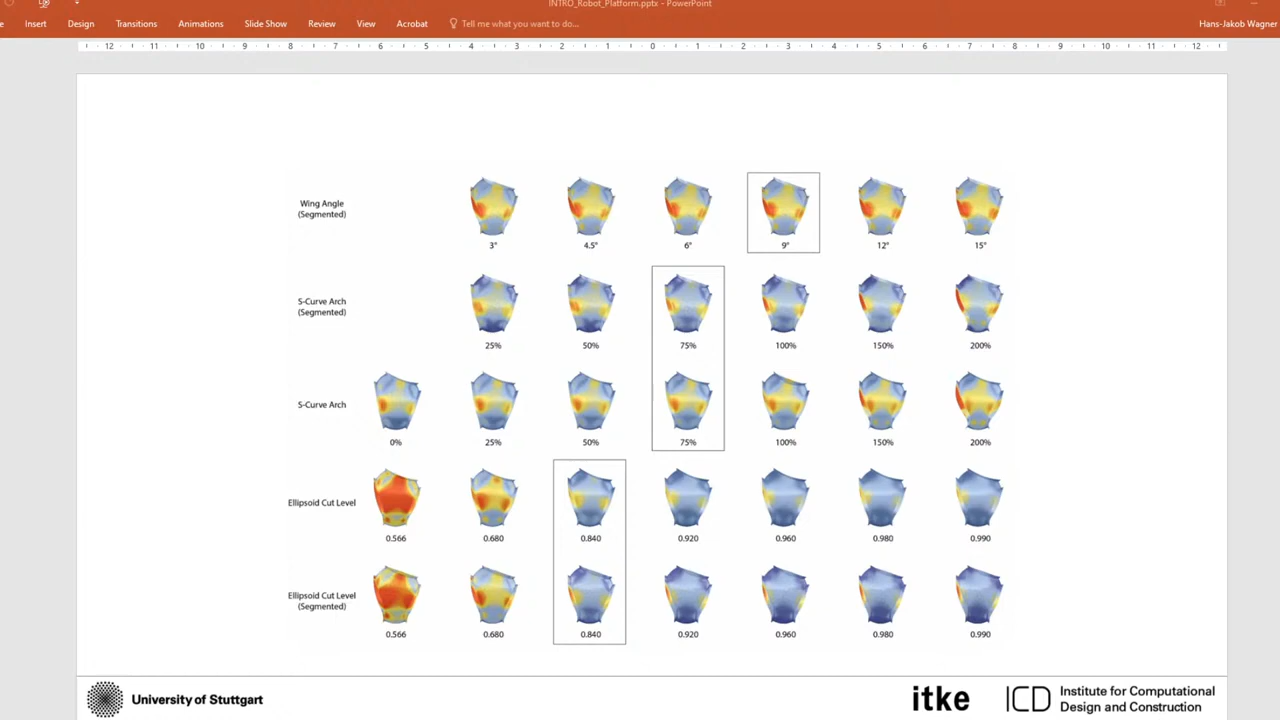 INTRO_Robot_Platform.pptx - PowerPoint
Insert Design Transitions Animations Slide Show Review View Acrobat Tell me what you want to do... Hans-Jakob Wagner
12 11 10 9 8 7 6 5 4 3 2 1 0 1 2 3 4 5 6 7 8 9 10 11 12
Wing Angle
(Segmented)
3° 4.5° 6° 9° 12° 15°
S-Curve Arch
(Segmented)
25% 50% 75% 100% 150% 200%
S-Curve Arch
0% 25% 50% 75% 100% 150% 200%
Ellipsoid Cut Level
0.566 0.680 0.840 0.920 0.960 0.980 0.990
Ellipsoid Cut Level
(Segmented)
0.566 0.680 0.840 0.920 0.960 0.980 0.990
University of Stuttgart
itke
ICD
Institute for Computational
Design and Construction